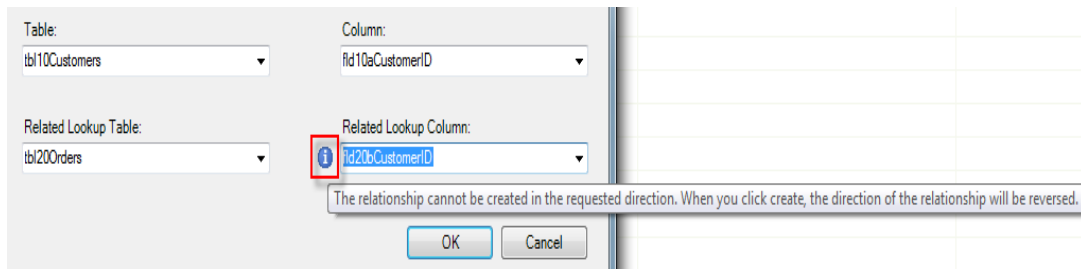 Table: Column:
tbl10Customers fld10aCustomerID
Related Lookup Table: Related Lookup Column:
tbl20Orders fld20bCustomerID
The relationship cannot be created in the requested direction. When you click create, the direction of the relationship will be reversed.
OK Cancel